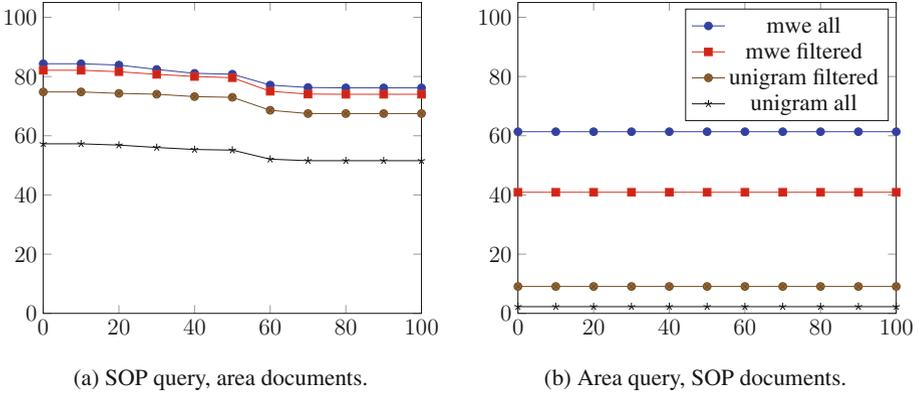 100
80
60
40
20
0
0 20 40 60 80 100
(a) SOP query, area documents.
100
80
60
40
20
0
0 20 40 60 80 100
mwe all
mwe filtered
unigram filtered
unigram all
(b) Area query, SOP documents.